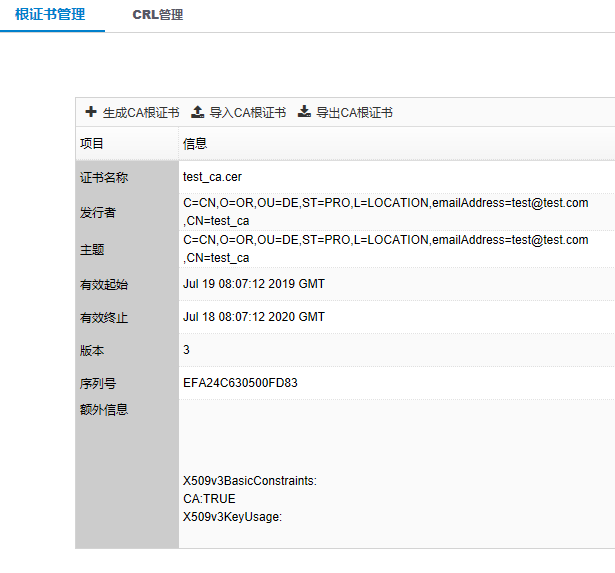 根证书管理 CRL管理
生成CA根证书 导入CA根证书 导出CA根证书
项目 信息
证书名称 test_ca.cer
发行者 C=CN,O=OR,OU=DE,ST=PRO,L=LOCATION,emailAddress=test@test.com
,CN=test_ca
主题 C=CN,O=OR,OU=DE,ST=PRO,L=LOCATION,emailAddress=test@test.com
,CN=test_ca
有效起始 Jul 19 08:07:12 2019 GMT
有效终止 Jul 18 08:07:12 2020 GMT
版本 3
序列号 EFA24C630500FD83
额外信息
X509v3BasicConstraints:
CA:TRUE
X509v3KeyUsage: